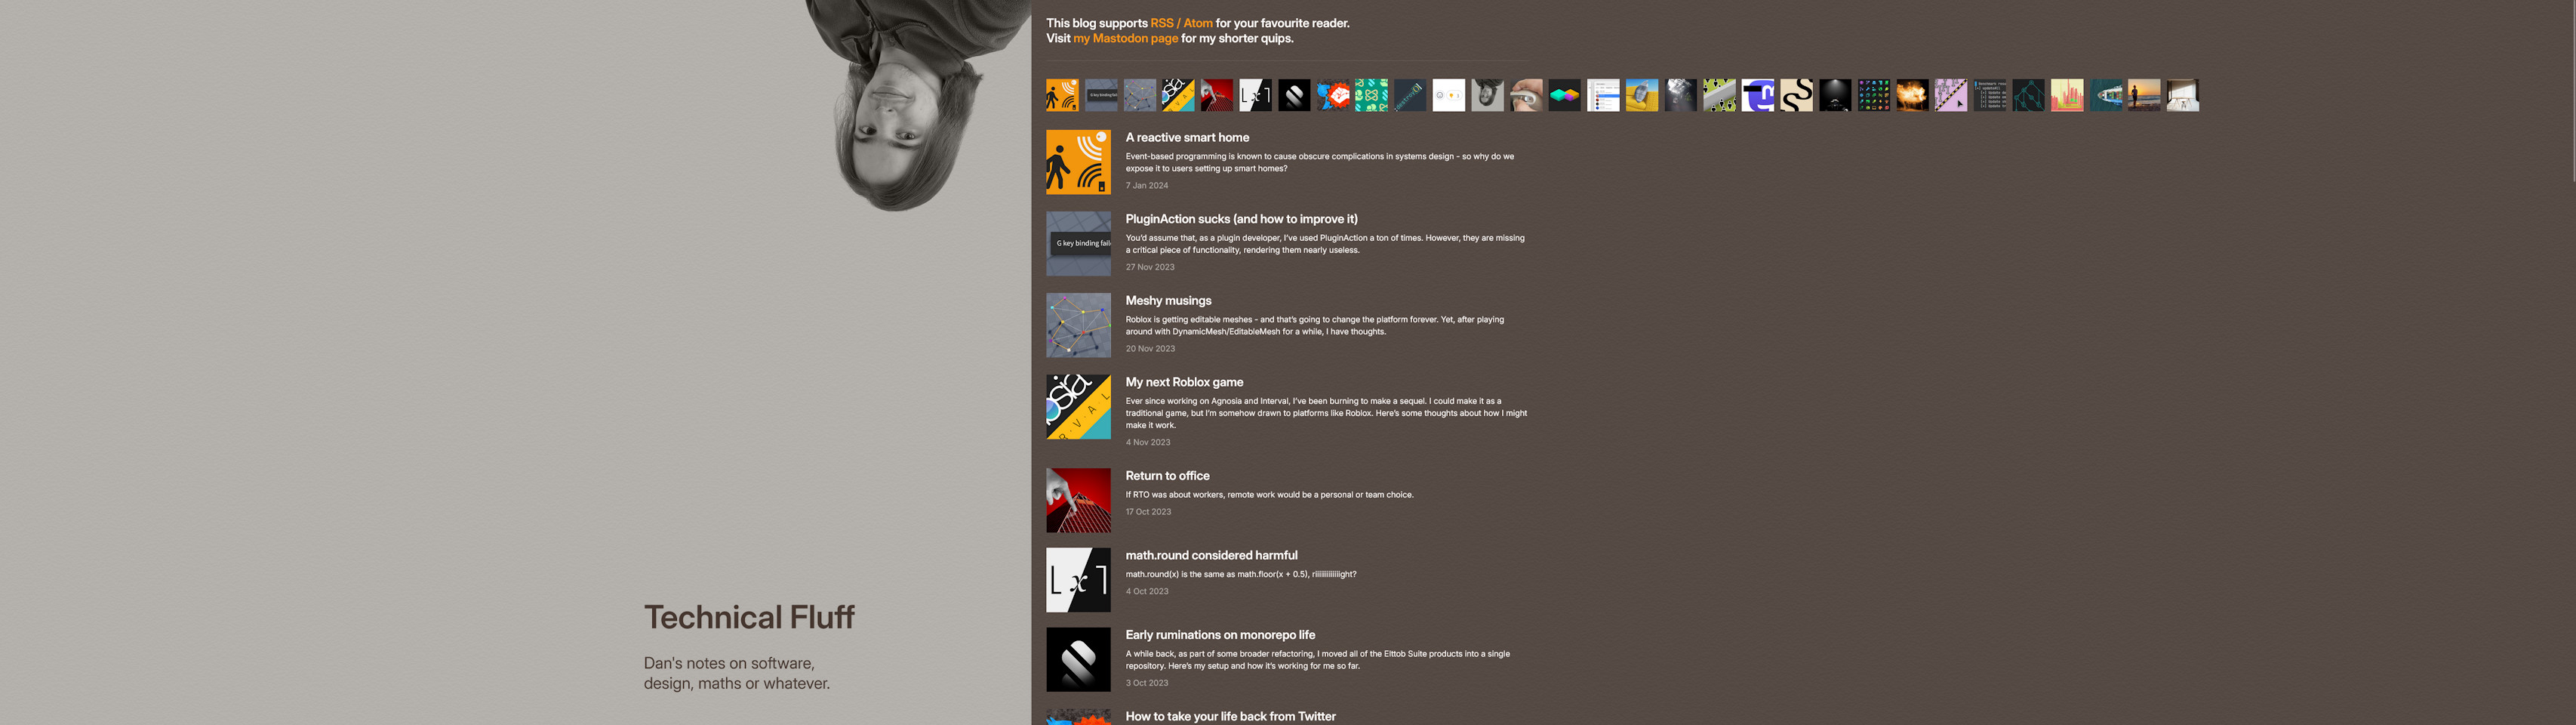 Technical Fluff
Dan's notes on software,
design, maths or whatever.
This blog supports RSS / Atom for your favourite reader.
Visit my Mastodon page for my shorter quips.
A reactive smart home
Event-based programming is known to cause obscure complications in systems design - so why do we
expose it to users setting up smart homes?
7 Jan 2024
G key binding fail
PluginAction sucks (and how to improve it)
You'd assume that, as a plugin developer, I've used PluginAction a ton of times. However, they are missing
a critical piece of functionality, rendering them nearly useless.
27 Nov 2023
Meshy musings
Roblox is getting editable meshes - and that's going to change the platform forever. Yet, after playing
around with DynamicMesh/EditableMesh for a while, I have thoughts.
20 Nov 2023
osia
R·V·A·L
My next Roblox game
Ever since working on Agnosia and Interval, I've been burning to make a sequel. I could make it as a
traditional game, but I'm somehow drawn to platforms like Roblox. Here's some thoughts about how I might
make it work.
4 Nov 2023
Return to office
If RTO was about workers, remote work would be a personal or team choice.
17 Oct 2023
⌊x⌉
math.round considered harmful
math.round(x) is the same as math.floor(x + 0.5), riiiiiiiiiiiight?
4 Oct 2023
Early ruminations on monorepo life
A while back, as part of some broader refactoring, I moved all of the Elttob Suite products into a single
repository. Here's my setup and how it's working for me so far.
3 Oct 2023
How to take your life back from Twitter